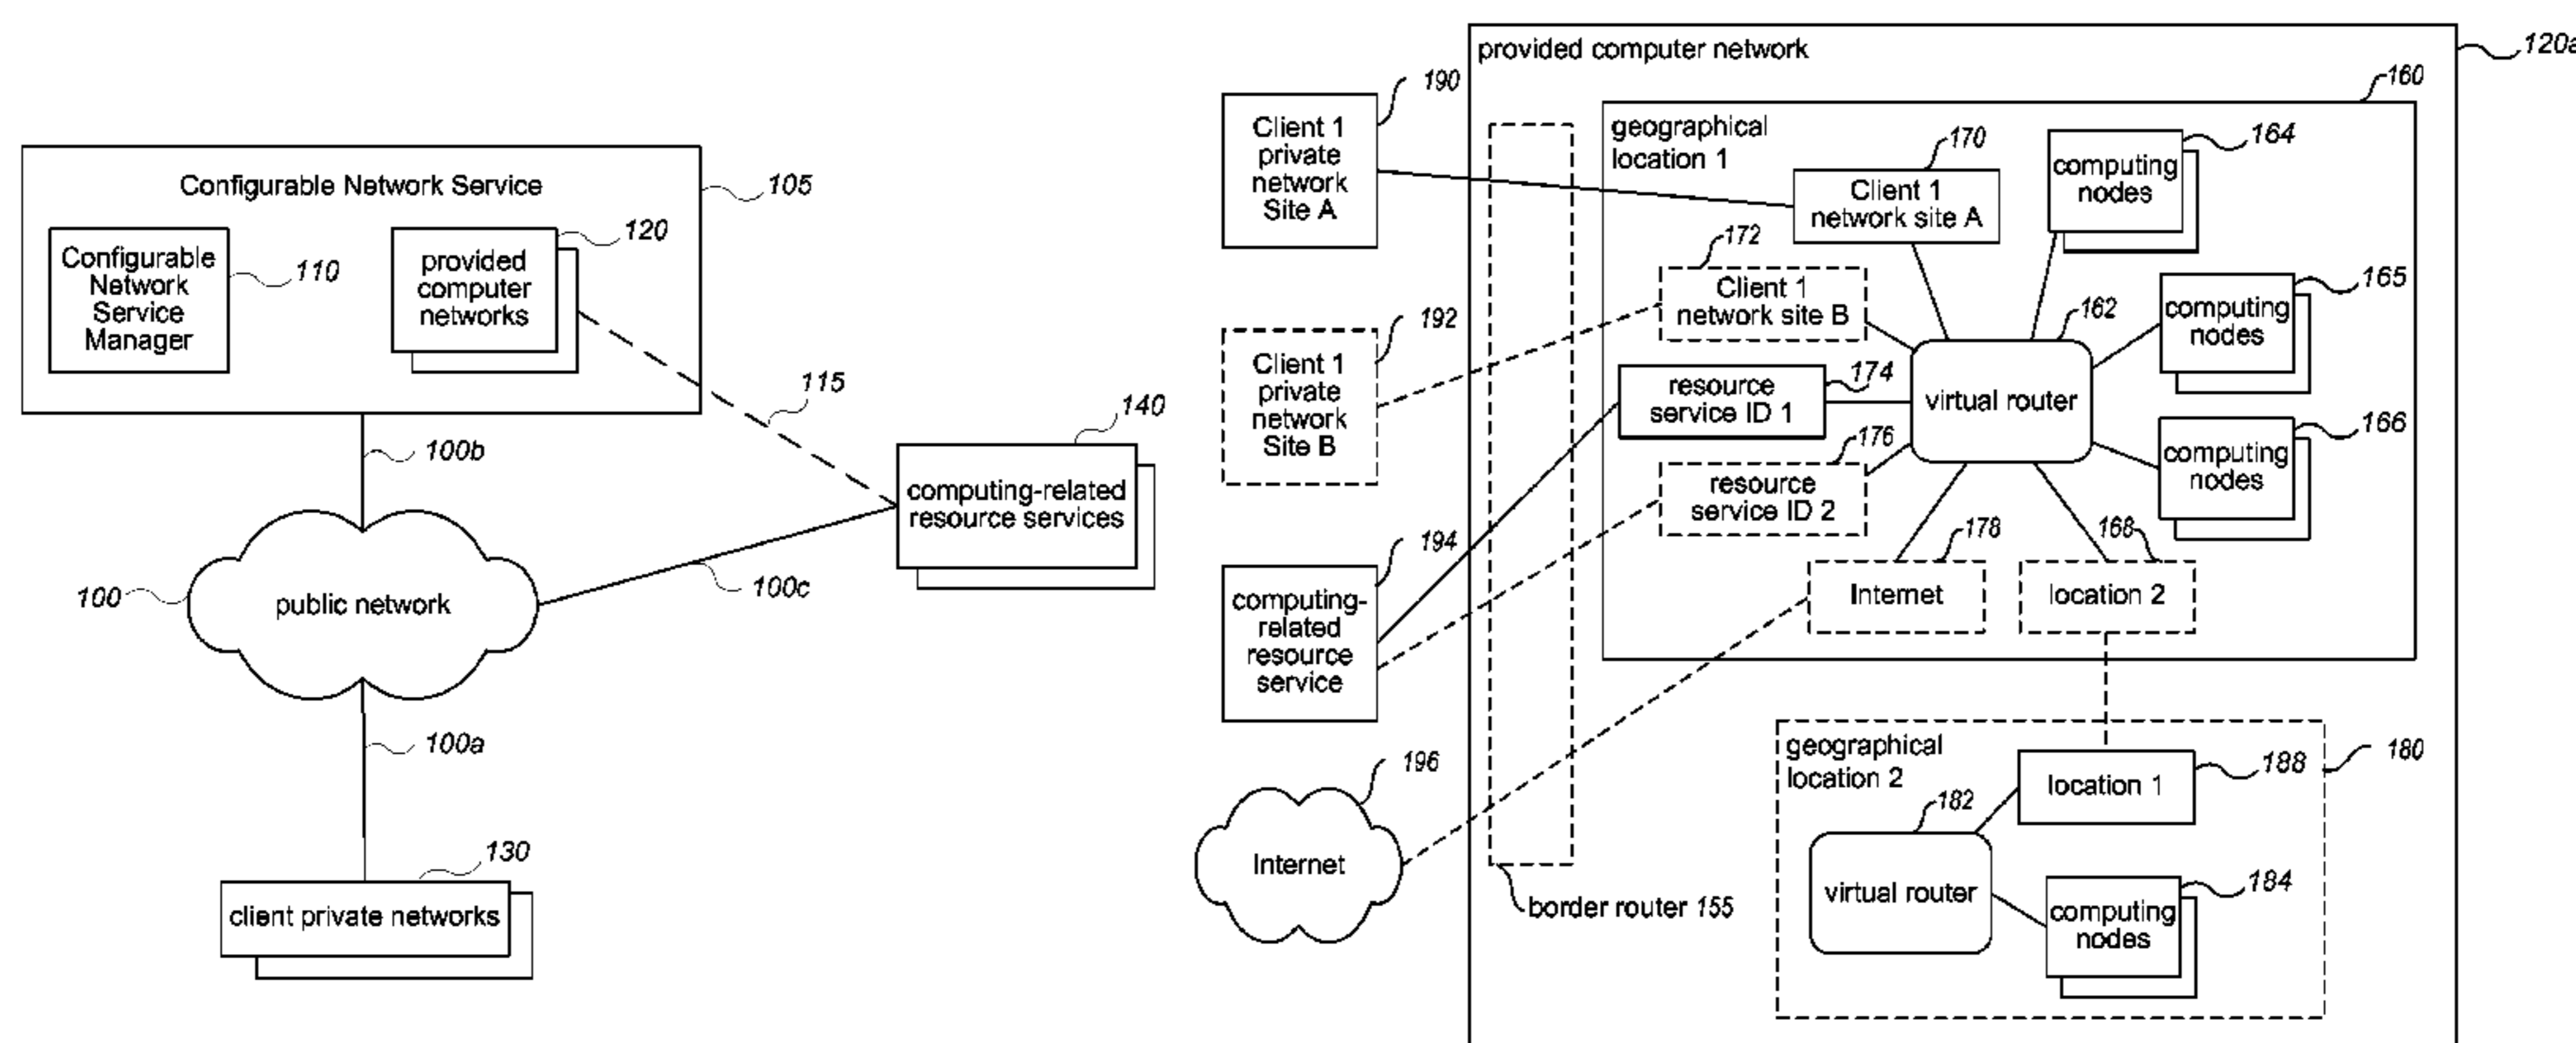 Configurable Network Service
105
Configurable
Network
Service
Manager
110
provided
computer
networks
120
115
140
computing-related
resource services
100b
100
public network
100c
100a
130
client private networks
provided computer network
120a
160
190
Client 1
private
network
Site A
geographical
location 1
170
Client 1
network site A
164
computing
nodes
172
Client 1
network site B
162
virtual router
165
computing
nodes
192
Client 1
private
network
Site B
174
resource
service ID 1
166
computing
nodes
176
resource
service ID 2
194
computing-
related
resource
service
178
Internet
168
location 2
196
Internet
border router 155
geographical
location 2
180
188
location 1
182
virtual router
184
computing
nodes